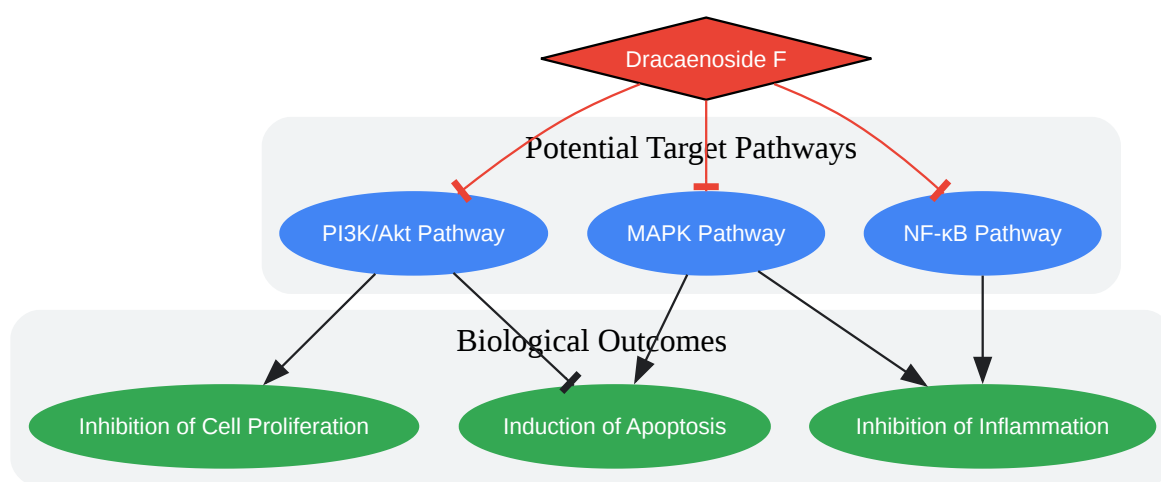 Dracaenoside F
Potential Target Pathways
PI3K/Akt Pathway
MAPK Pathway
NF-κB Pathway
Biological Outcomes
Inhibition of Cell Proliferation
Induction of Apoptosis
Inhibition of Inflammation